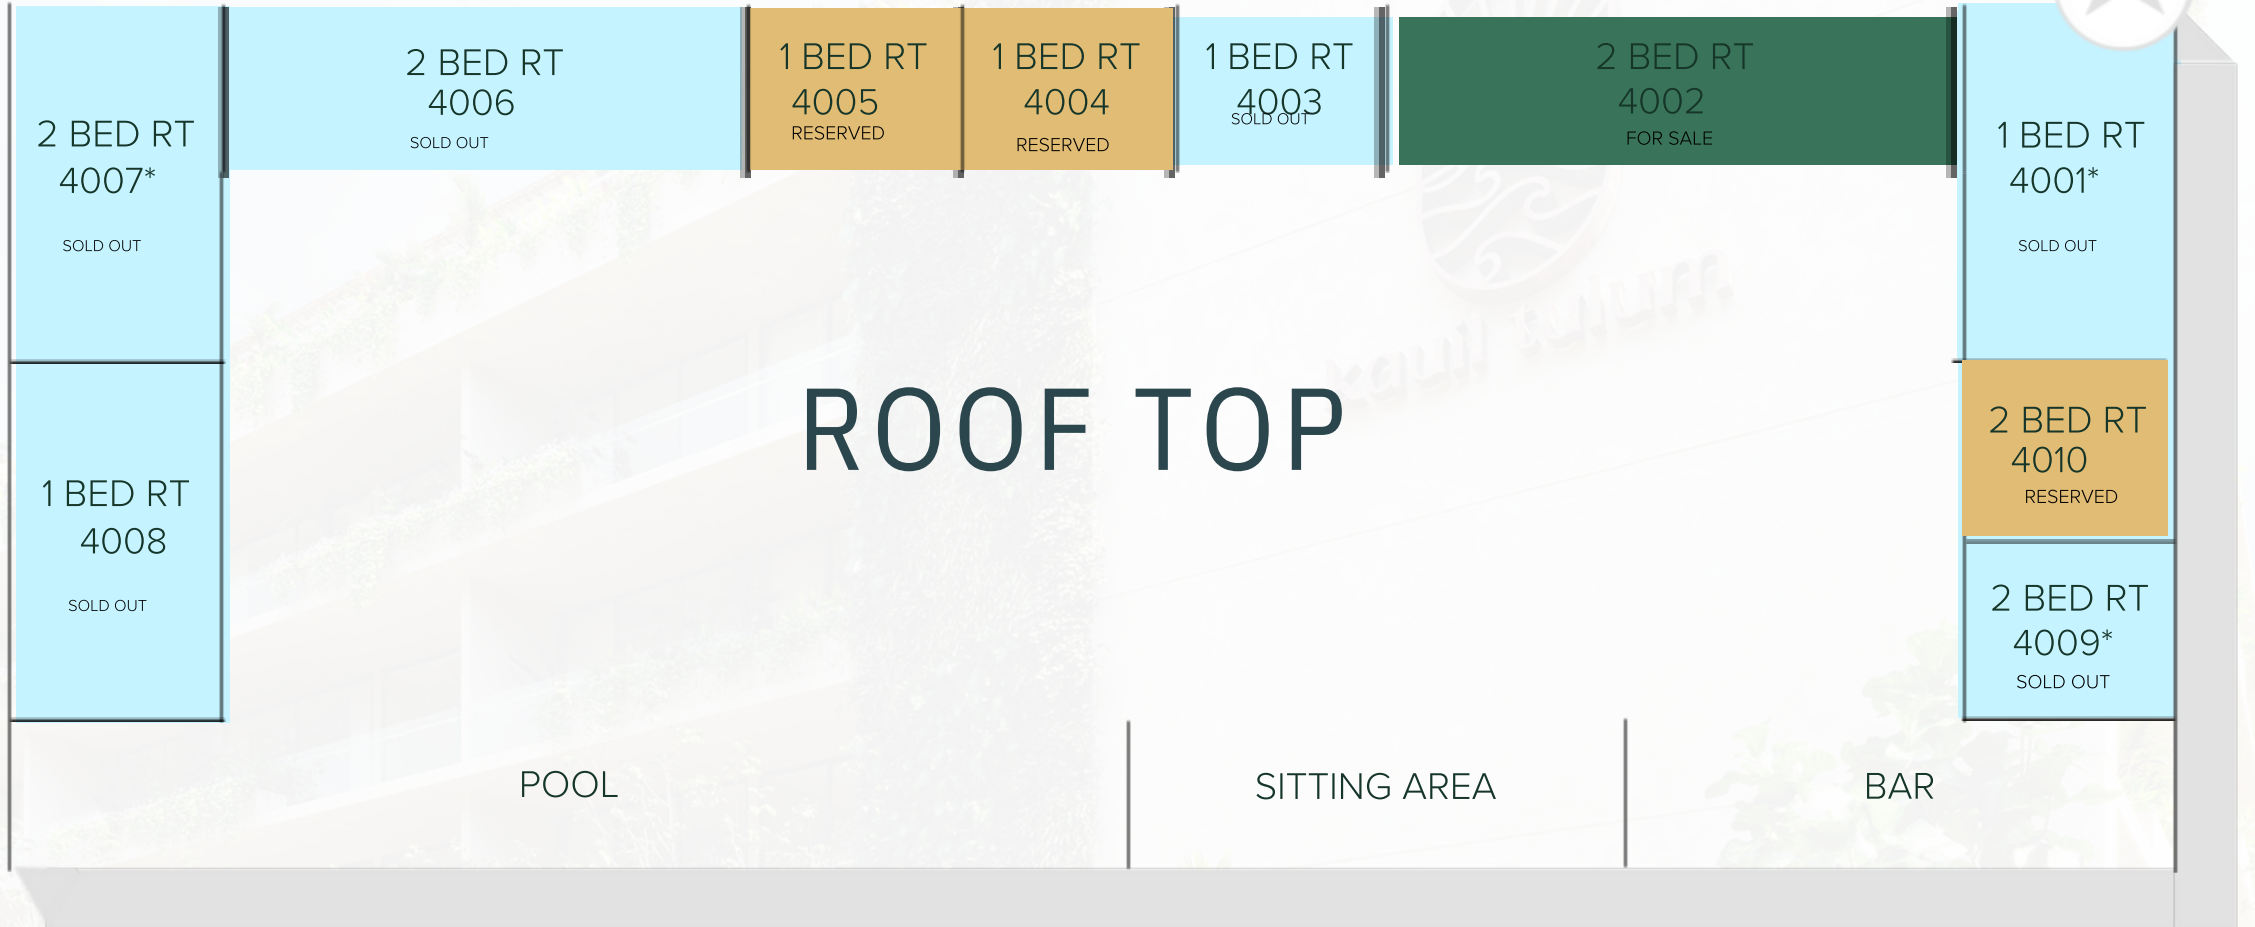 2 BED RT
4007*
SOLD OUT
2 BED RT
4006
SOLD OUT
1 BED RT
4005
RESERVED
1 BED RT
4004
RESERVED
1 BED RT
4003
SOLD OUT
2 BED RT
4002
FOR SALE
1 BED RT
4001*
SOLD OUT
kaul tulum
ROOF TOP
2 BED RT
4010
RESERVED
1 BED RT
4008
SOLD OUT
2 BED RT
4009*
SOLD OUT
POOL
SITTING AREA
BAR